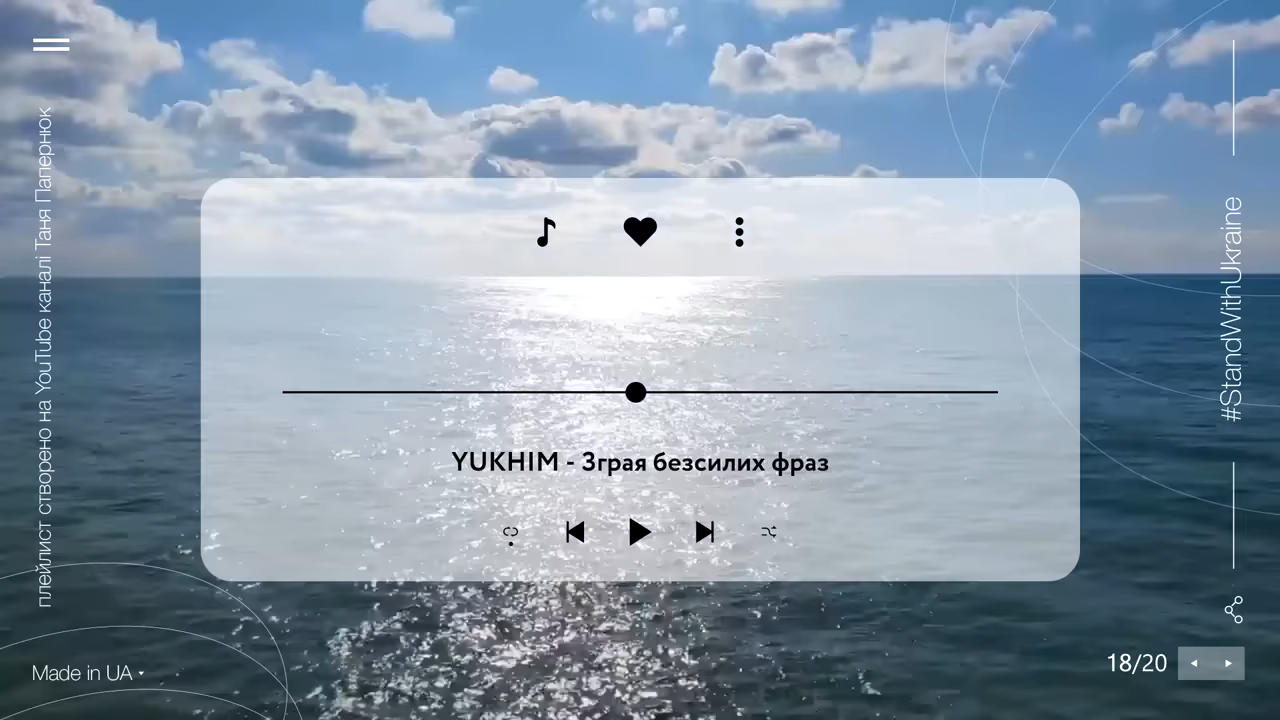 плейлист створено на YouTube каналі Таня Папернюк
#StandWithUkraine
YUKHIM - Зграя безсилих фраз
Made in UA
18/20